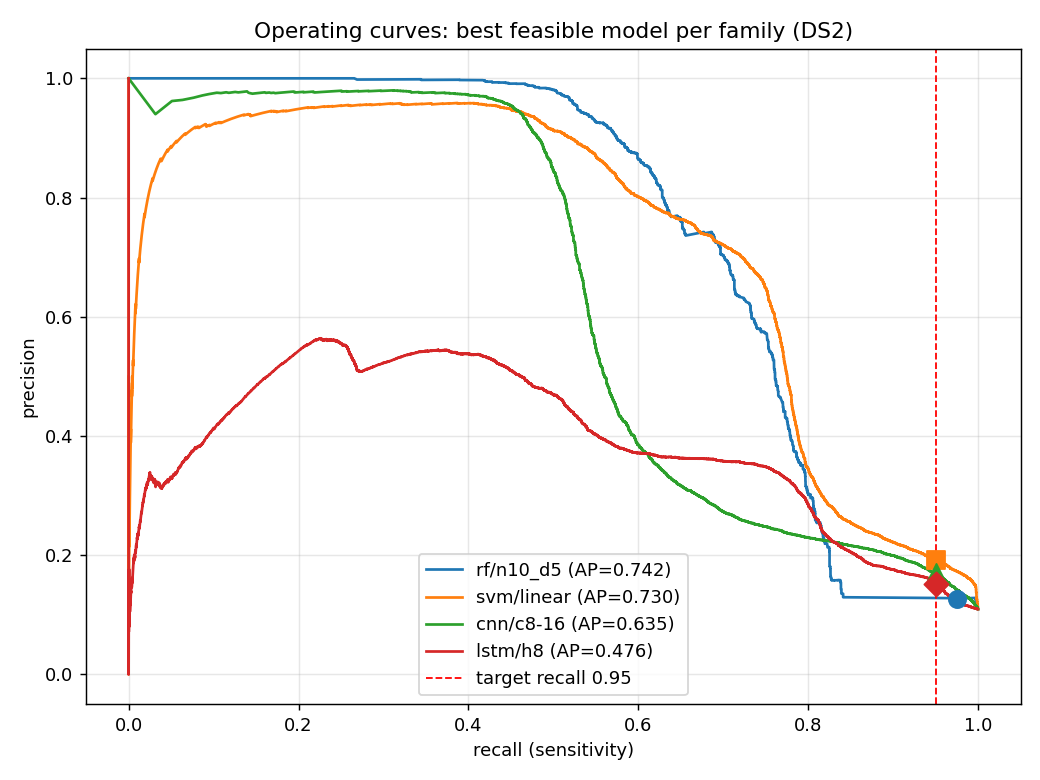 Operating curves: best feasible model per family (DS2)
precision
1.0
0.8
0.6
0.4
0.2
0.0
rf/n10_d5 (AP=0.742)
svm/linear (AP=0.730)
cnn/c8-16 (AP=0.635)
lstm/h8 (AP=0.476)
target recall 0.95
0.0 0.2 0.4 0.6 0.8 1.0
recall (sensitivity)